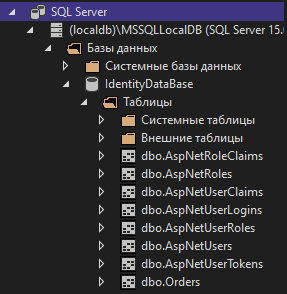 SQL Server
(localdb)\MSSQLLocalDB (SQL Server 15.
Базы данных
Системные базы данных
IdentityDataBase
Таблицы
Системные таблицы
Внешние таблицы
dbo.AspNetRoleClaims
dbo.AspNetRoles
dbo.AspNetUserClaims
dbo.AspNetUserLogins
dbo.AspNetUserRoles
dbo.AspNetUsers
dbo.AspNetUserTokens
dbo.Orders